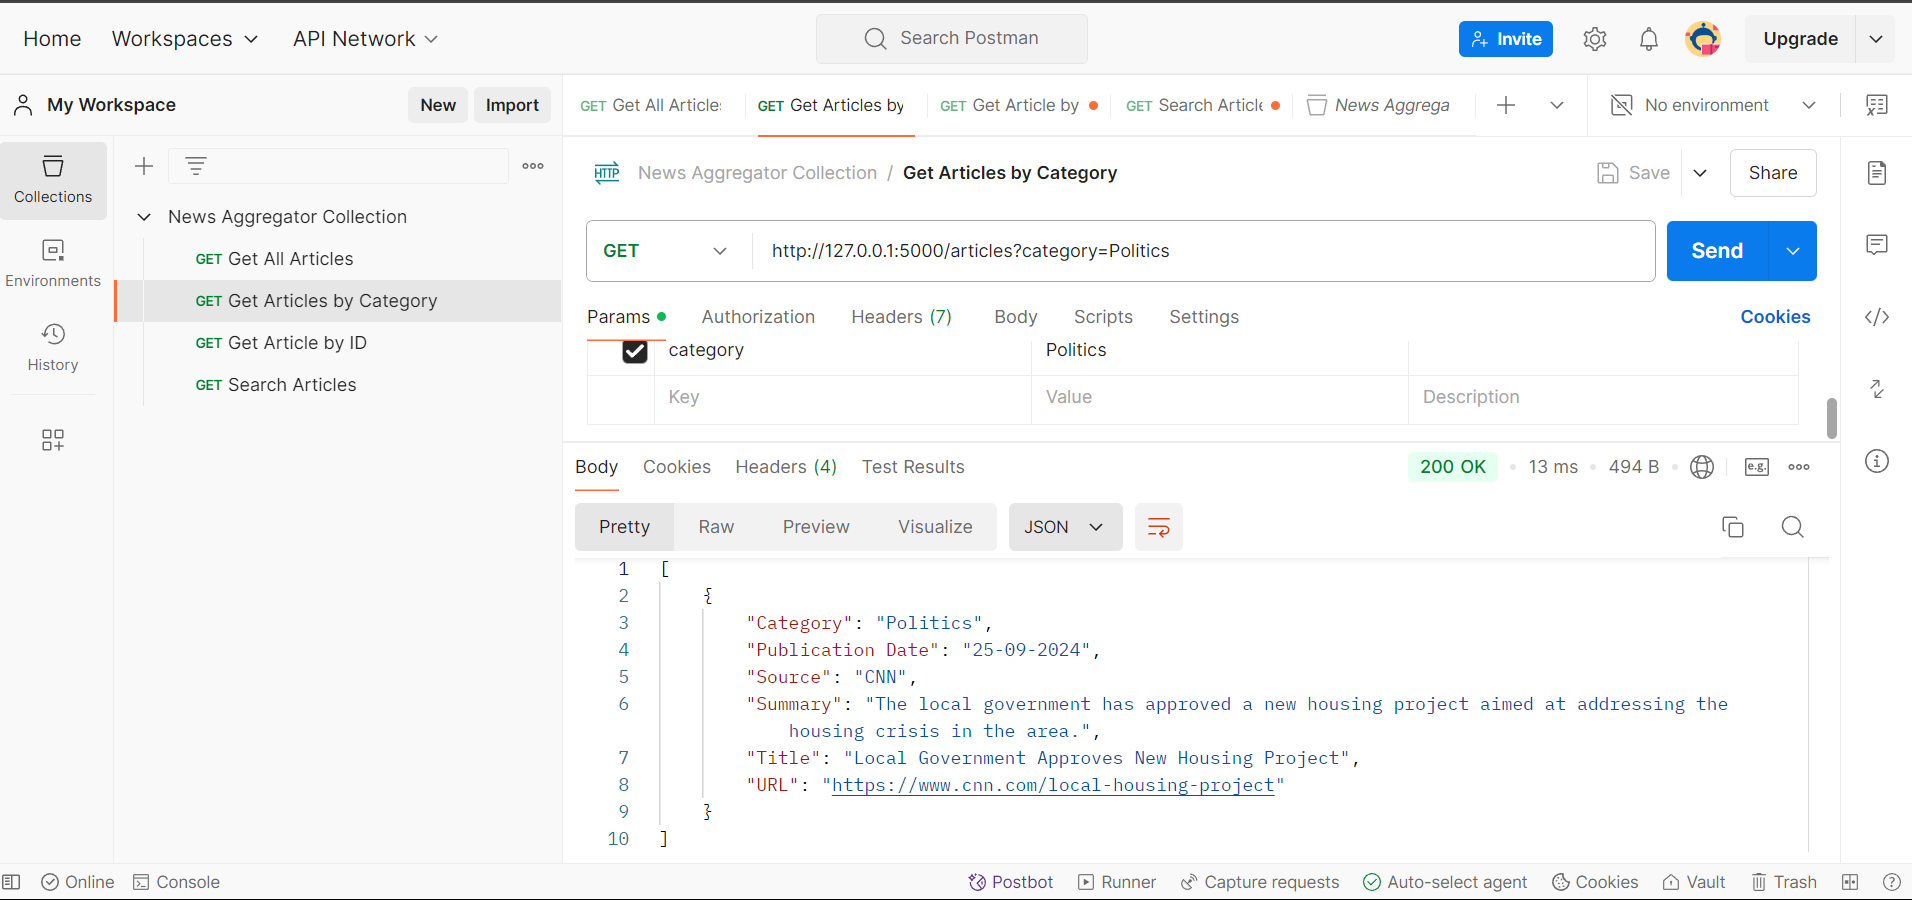 Home Workspaces API Network Search Postman Invite Upgrade
My Workspace New Import GET Get All Articles GET Get Articles by GET Get Article by GET Search Article News Aggrega No environment
Collections
Environments
History
News Aggregator Collection
GET Get All Articles
GET Get Articles by Category
GET Get Article by ID
GET Search Articles
HTTP News Aggregator Collection / Get Articles by Category Save Share
GET http://127.0.0.1:5000/articles?category=Politics Send
Params Authorization Headers (7) Body Scripts Settings Cookies
category Politics
Key Value Description
Body Cookies Headers (4) Test Results 200 OK 13 ms 494 B e.g.
Pretty Raw Preview Visualize JSON
1 [
2 {
3 "Category": "Politics",
4 "Publication Date": "25-09-2024",
5 "Source": "CNN",
6 "Summary": "The local government has approved a new housing project aimed at addressing the
housing crisis in the area.",
7 "Title": "Local Government Approves New Housing Project",
8 "URL": "https://www.cnn.com/local-housing-project"
9 }
10 ]
Online Console Postbot Runner Capture requests Auto-select agent Cookies Vault Trash